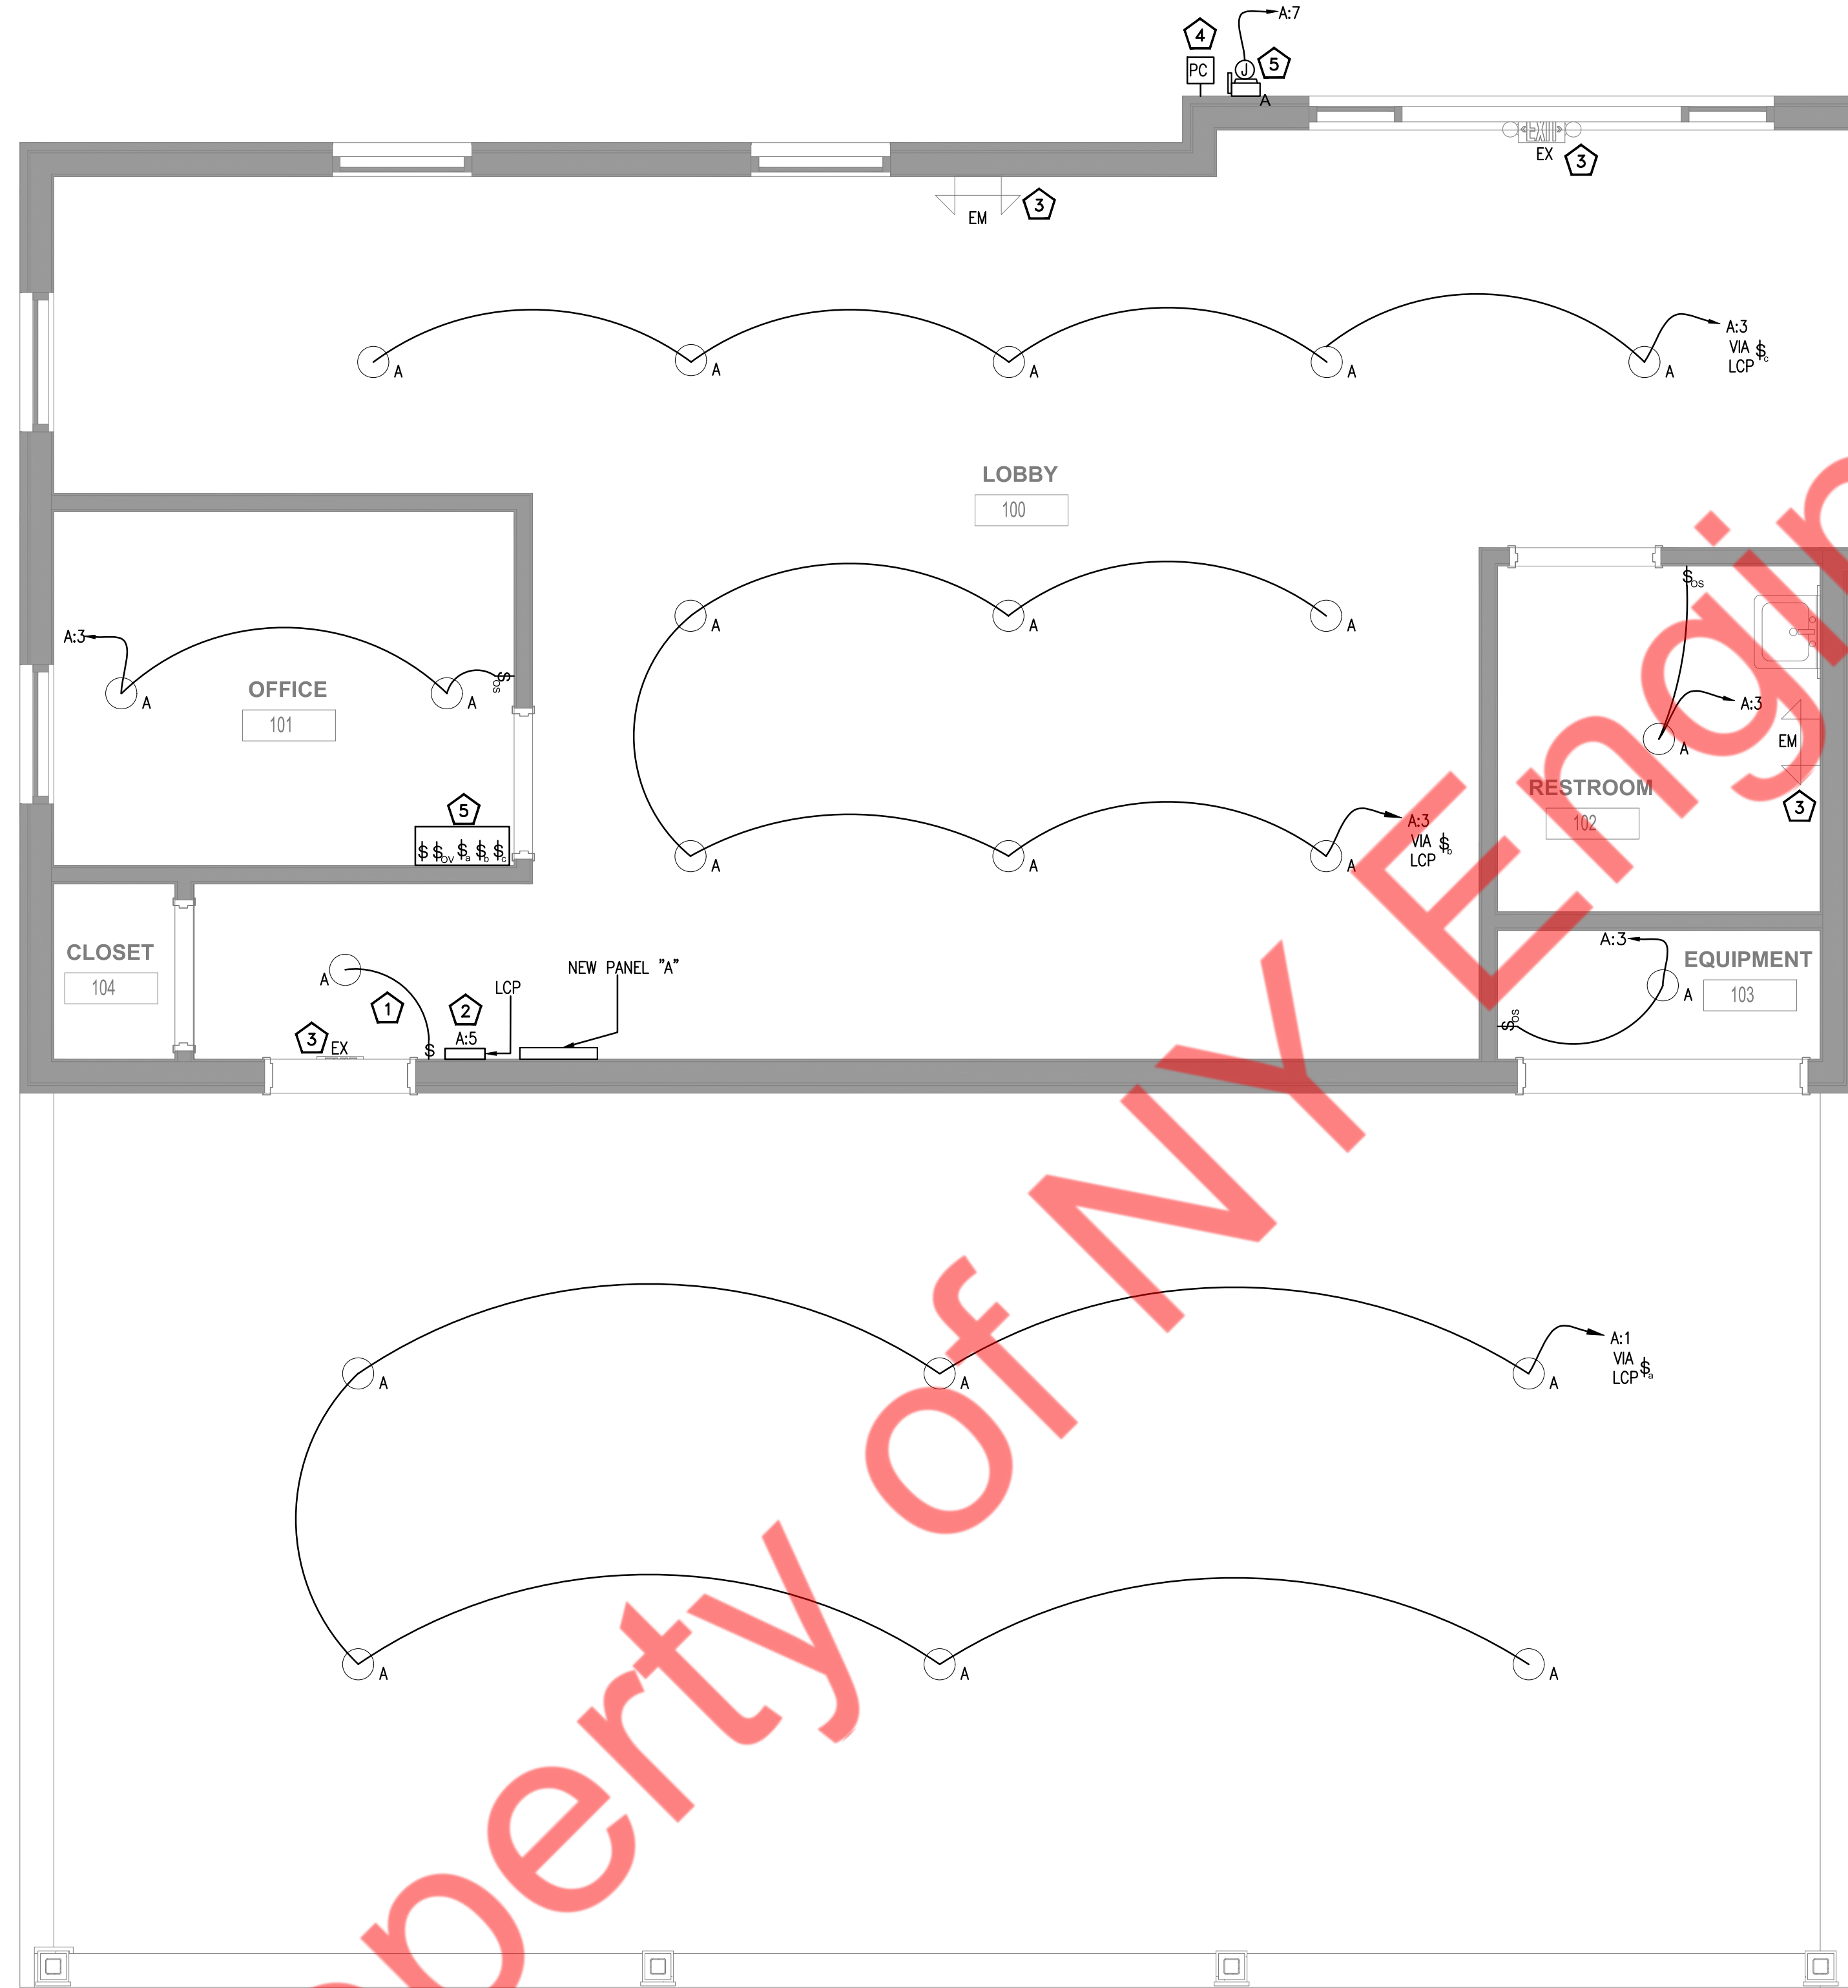 A:7
4
PC
J
5
A
EXIT
EX
3
EM
3
A
A
A
A
A
A:3
VIA $c
LCP
LOBBY
100
$OS
A
A
A
A:3
A
OFFICE
101
A
$OS
A:3
A
EM
3
RESTROOM
102
5
$ $OV $a $b $c
A
A
A
A:3
VIA $b
LCP
CLOSET
104
A
1
3
EX
$
2
A:5
LCP
NEW PANEL "A"
A:3
EQUIPMENT
103
A
$OS
A
A
A
A:1
VIA $a
LCP
A
A
A
perty of NY Engin